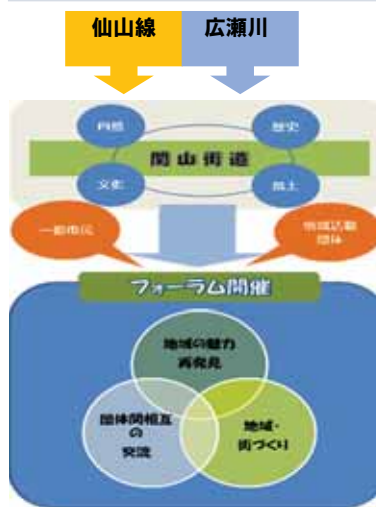 仙山線 広瀬川
自然 歴史
関山街道
文化 風土
一般市民
地域活動
団体
フォーラム開催
地域の魅力
再発見
団体間相互
の
交流
地域・
街づくり